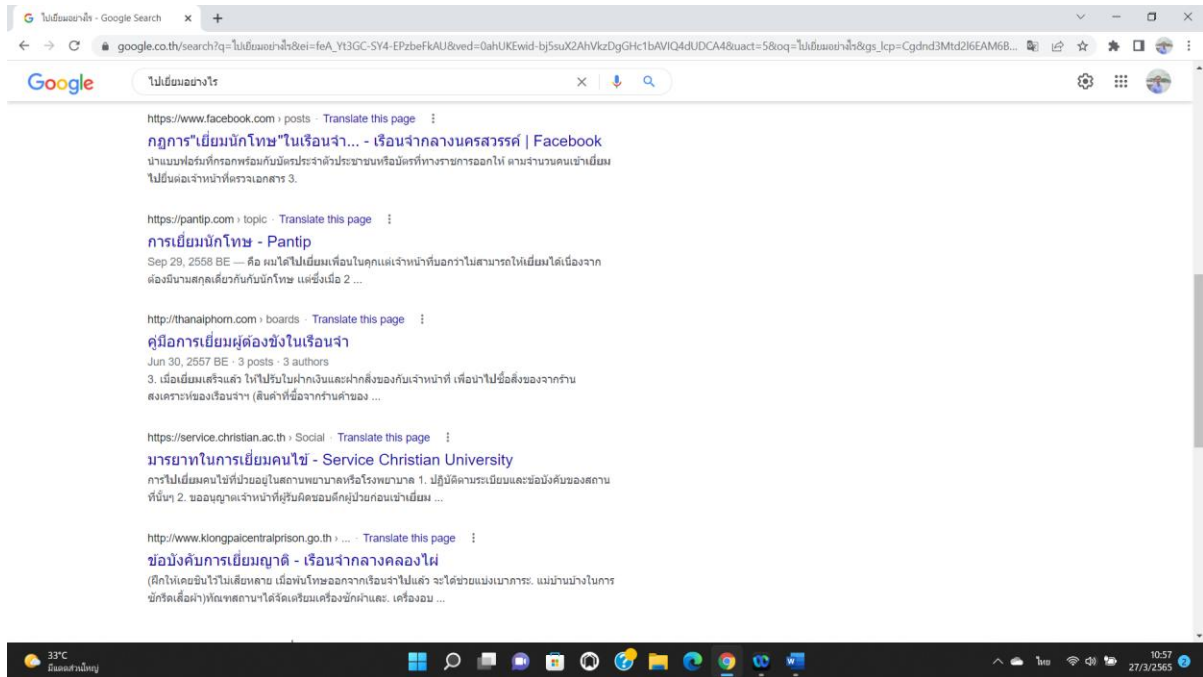 ไปเยี่ยมอย่างไร - Google Search
google.co.th/search?q=ไปเยี่ยมอย่างไร&ei=feA_Yt3GC-SY4-EPzbeFkAU&ved=0ahUKEwid-bj5suX2AhVkzDgGHc1bAVIQ4dUDCA4&uact=5&oq=ไปเยี่ยมอย่างไร&gs_lcp=Cgdnd3Mtd2l6EAM6B...
Google
ไปเยี่ยมอย่างไร
https://www.facebook.com › posts · Translate this page
กฎการ"เยี่ยมนักโทษ"ในเรือนจำ... - เรือนจำกลางนครสวรรค์ | Facebook
นำแบบฟอร์มที่กรอกพร้อมกับบัตรประจำตัวประชาชนหรือบัตรที่ทางราชการออกให้ ตามจำนวนคนเข้าเยี่ยม
ไปยื่นต่อเจ้าหน้าที่ตรวจเอกสาร 3.
https://pantip.com › topic · Translate this page
การเยี่ยมนักโทษ - Pantip
Sep 29, 2558 BE — คือ ผมได้ไปเยี่ยมเพื่อนในคุกแต่เจ้าหน้าที่บอกว่าไม่สามารถให้เยี่ยมได้เนื่องจาก
ต้องมีนามสกุลเดียวกันกับนักโทษ แต่ซึ่งเมื่อ 2 ...
http://thanaiphorn.com › boards · Translate this page
คู่มือการเยี่ยมผู้ต้องขังในเรือนจำ
Jun 30, 2557 BE · 3 posts · 3 authors
3. เมื่อเยี่ยมเสร็จแล้ว ให้ไปรับใบฝากเงินและฝากสิ่งของกับเจ้าหน้าที่ เพื่อนำไปซื้อสิ่งของจากร้าน
สงเคราะห์ของเรือนจำฯ (สินค้าที่ซื้อจากร้านค้าของ ...
https://service.christian.ac.th › Social · Translate this page
มารยาทในการเยี่ยมคนไข้ - Service Christian University
การไปเยี่ยมคนไข้ที่ป่วยอยู่ในสถานพยาบาลหรือโรงพยาบาล 1. ปฏิบัติตามระเบียบและข้อบังคับของสถาน
ที่นั้นๆ 2. ขออนุญาตเจ้าหน้าที่ผู้รับผิดชอบตึกผู้ป่วยก่อนเข้าเยี่ยม ...
http://www.klongpaicentralprison.go.th › ... · Translate this page
ข้อบังคับการเยี่ยมญาติ - เรือนจำกลางคลองไผ่
(ฝึกให้เคยชินไว้ไม่เสียหลาย เมื่อพ้นโทษออกจากเรือนจำไปแล้ว จะได้ช่วยแบ่งเบาภาระ. แม่บ้านบ้างในการ
ซักรีดเสื้อผ้า)ทัณฑสถานฯได้จัดเตรียมเครื่องซักผ้าและ. เครื่องอบ ...
33°C
มีแดดส่วนใหญ่
ไทย
10:57
27/3/2565
2